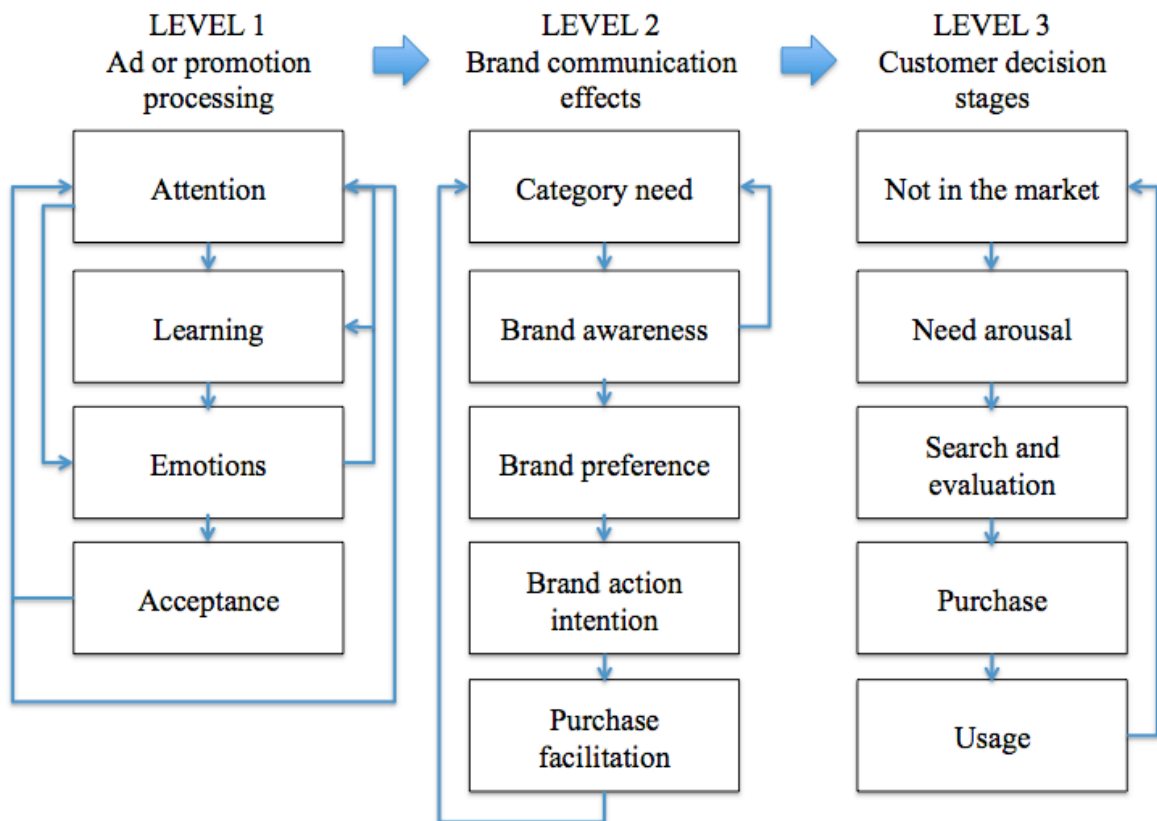 LEVEL 1
Ad or promotion
processing
LEVEL 2
Brand communication
effects
LEVEL 3
Customer decision
stages
Attention
Learning
Emotions
Acceptance
Category need
Brand awareness
Brand preference
Brand action
intention
Purchase
facilitation
Not in the market
Need arousal
Search and
evaluation
Purchase
Usage